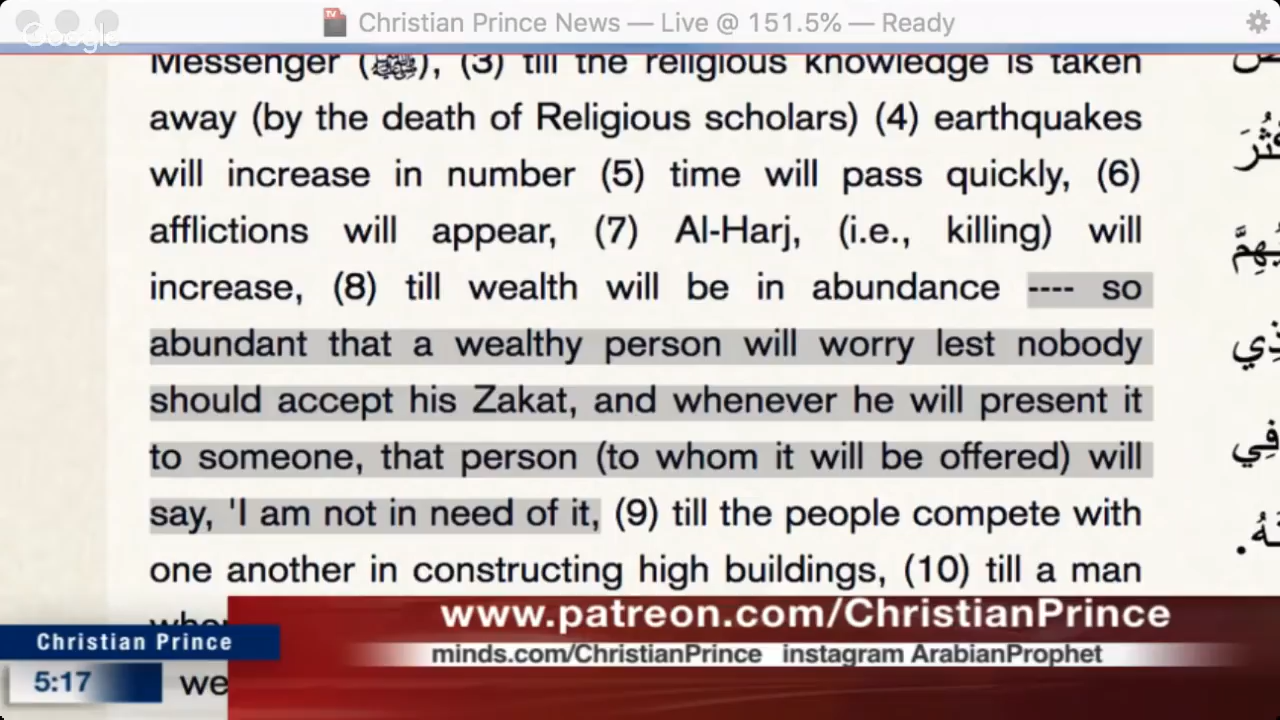 Google
Christian Prince News — Live @ 151.5% — Ready
Messenger (ﷺ), (3) till the religious knowledge is taken
away (by the death of Religious scholars) (4) earthquakes
will increase in number (5) time will pass quickly, (6)
afflictions will appear, (7) Al-Harj, (i.e., killing) will
increase, (8) till wealth will be in abundance ---- so
abundant that a wealthy person will worry lest nobody
should accept his Zakat, and whenever he will present it
to someone, that person (to whom it will be offered) will
say, 'I am not in need of it, (9) till the people compete with
one another in constructing high buildings, (10) till a man
www.patreon.com/ChristianPrince
Christian Prince
minds.com/ChristianPrince instagram ArabianProphet
5:17
we